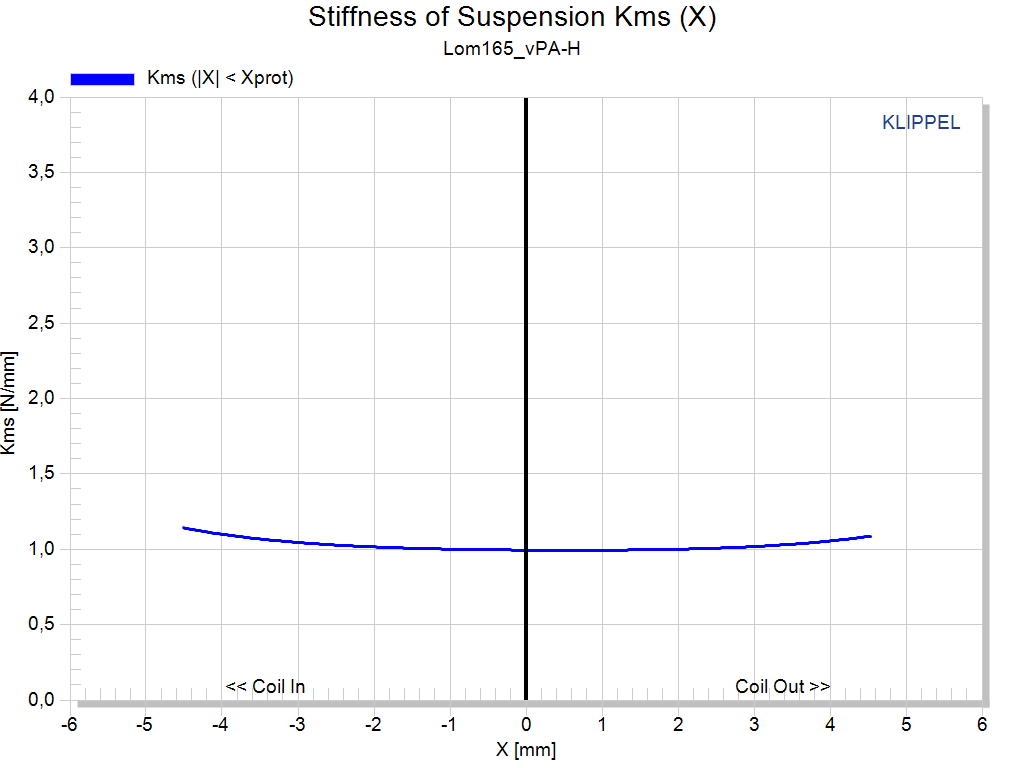 Stiffness of Suspension Kms (X)
Lom165_vPA-H
Kms (|X| < Xprot)
KLIPPEL
4,0
3,5
3,0
2,5
2,0
1,5
1,0
0,5
0,0
Kms [N/mm]
<< Coil In
Coil Out >>
-6 -5 -4 -3 -2 -1 0 1 2 3 4 5 6
X [mm]